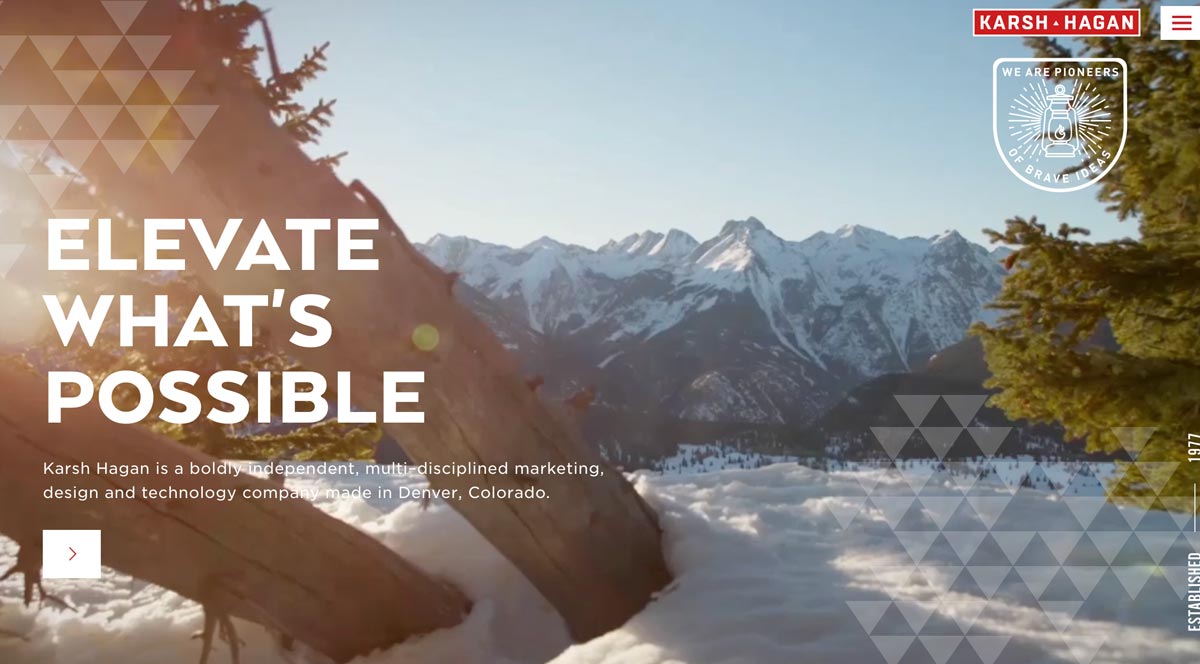 KARSH HAGAN
WE ARE PIONEERS
OF BRAVE IDEAS
ELEVATE
WHAT'S
POSSIBLE
Karsh Hagan is a boldly independent, multi-disciplined marketing,
design and technology company made in Denver, Colorado.
ESTABLISHED
1977